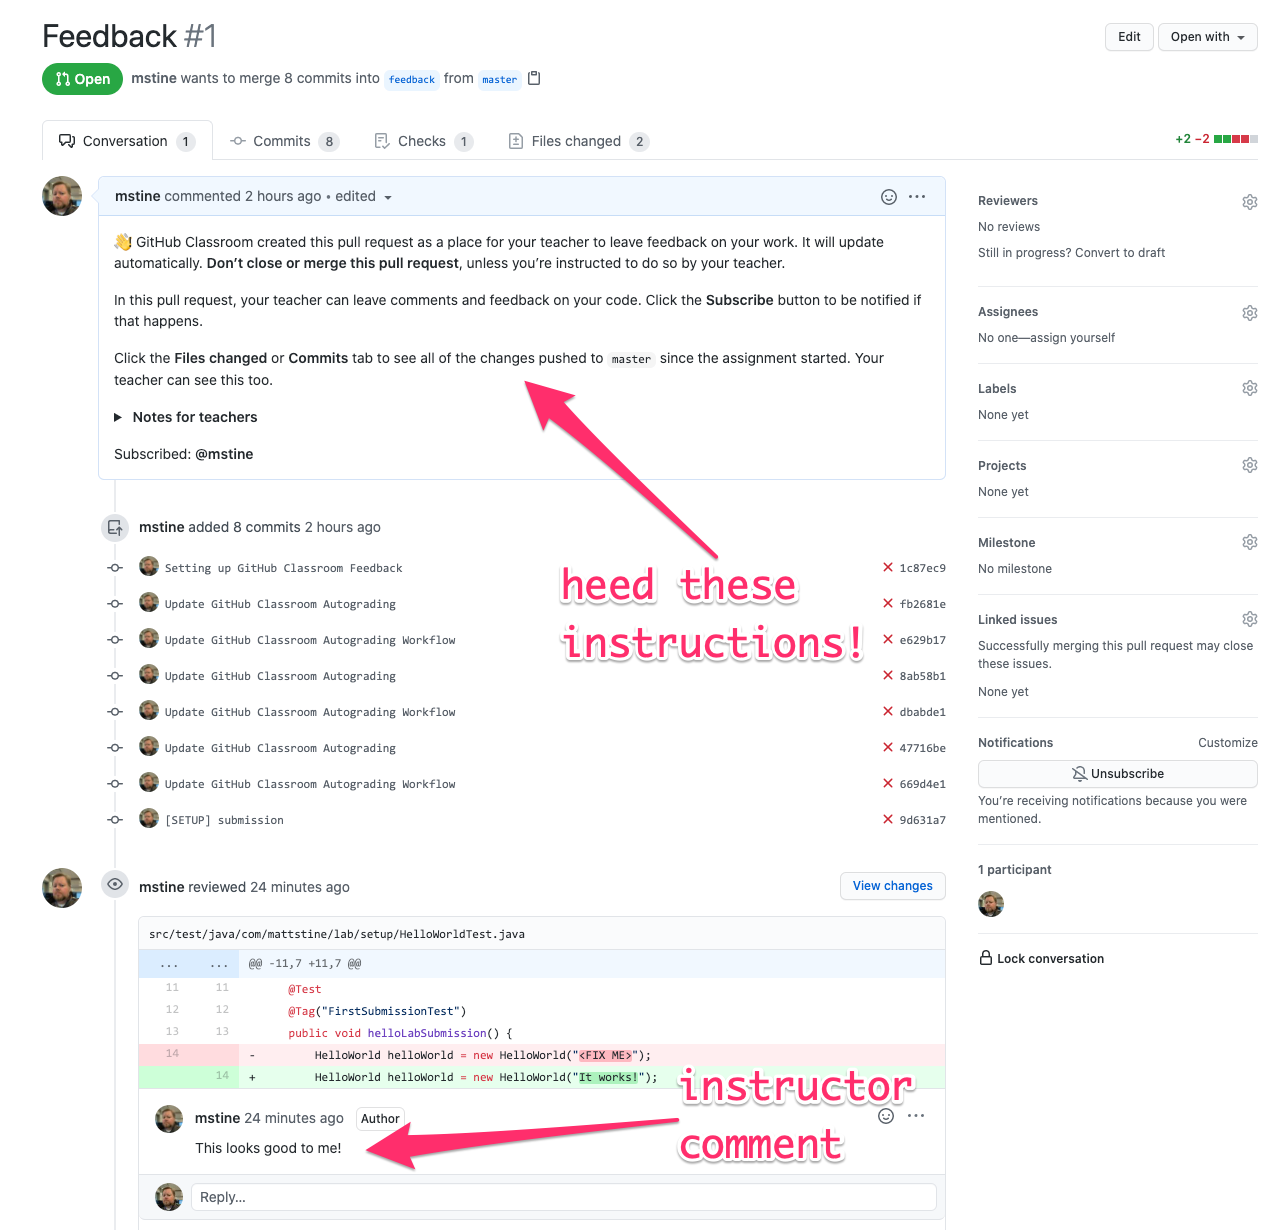 Feedback #1
Edit
Open with
Open
mstine wants to merge 8 commits into feedback from master
Conversation 1
Commits 8
Checks 1
Files changed 2
+2 −2
mstine commented 2 hours ago • edited
👋! GitHub Classroom created this pull request as a place for your teacher to leave feedback on your work. It will update
automatically. Don’t close or merge this pull request, unless you’re instructed to do so by your teacher.
In this pull request, your teacher can leave comments and feedback on your code. Click the Subscribe button to be notified if
that happens.
Click the Files changed or Commits tab to see all of the changes pushed to master since the assignment started. Your
teacher can see this too.
Notes for teachers
Subscribed: @mstine
mstine added 8 commits 2 hours ago
Setting up GitHub Classroom Feedback 1c87ec9
Update GitHub Classroom Autograding fb2681e
Update GitHub Classroom Autograding Workflow e629b17
Update GitHub Classroom Autograding 8ab58b1
Update GitHub Classroom Autograding Workflow dbabde1
Update GitHub Classroom Autograding 47716be
Update GitHub Classroom Autograding Workflow 669d4e1
[SETUP] submission 9d631a7
heed these
instructions!
mstine reviewed 24 minutes ago
View changes
src/test/java/com/mattstine/lab/setup/HelloWorldTest.java
... ... @@ -11,7 +11,7 @@
11 11 @Test
12 12 @Tag("FirstSubmissionTest")
13 13 public void helloLabSubmission() {
14 - HelloWorld helloWorld = new HelloWorld("<FIX ME>");
14 + HelloWorld helloWorld = new HelloWorld("It works!");
instructor
comment
mstine 24 minutes ago Author
This looks good to me!
Reply...
Reviewers
No reviews
Still in progress? Convert to draft
Assignees
No one—assign yourself
Labels
None yet
Projects
None yet
Milestone
No milestone
Linked issues
Successfully merging this pull request may close
these issues.
None yet
Notifications
Customize
Unsubscribe
You’re receiving notifications because you were
mentioned.
1 participant
Lock conversation